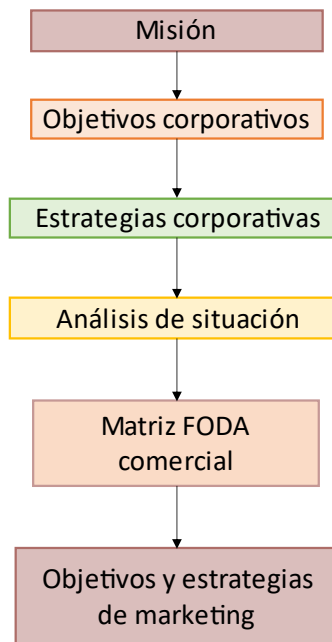 Misión
Objetivos corporativos
Estrategias corporativas
Análisis de situación
Matriz FODA
comercial
Objetivos y estrategias
de marketing